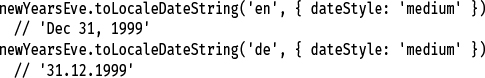 newYearsEve.toLocaleDateString('en', { dateStyle: 'medium' })
  // 'Dec 31, 1999'
newYearsEve.toLocaleDateString('de', { dateStyle: 'medium' })
  // '31.12.1999'